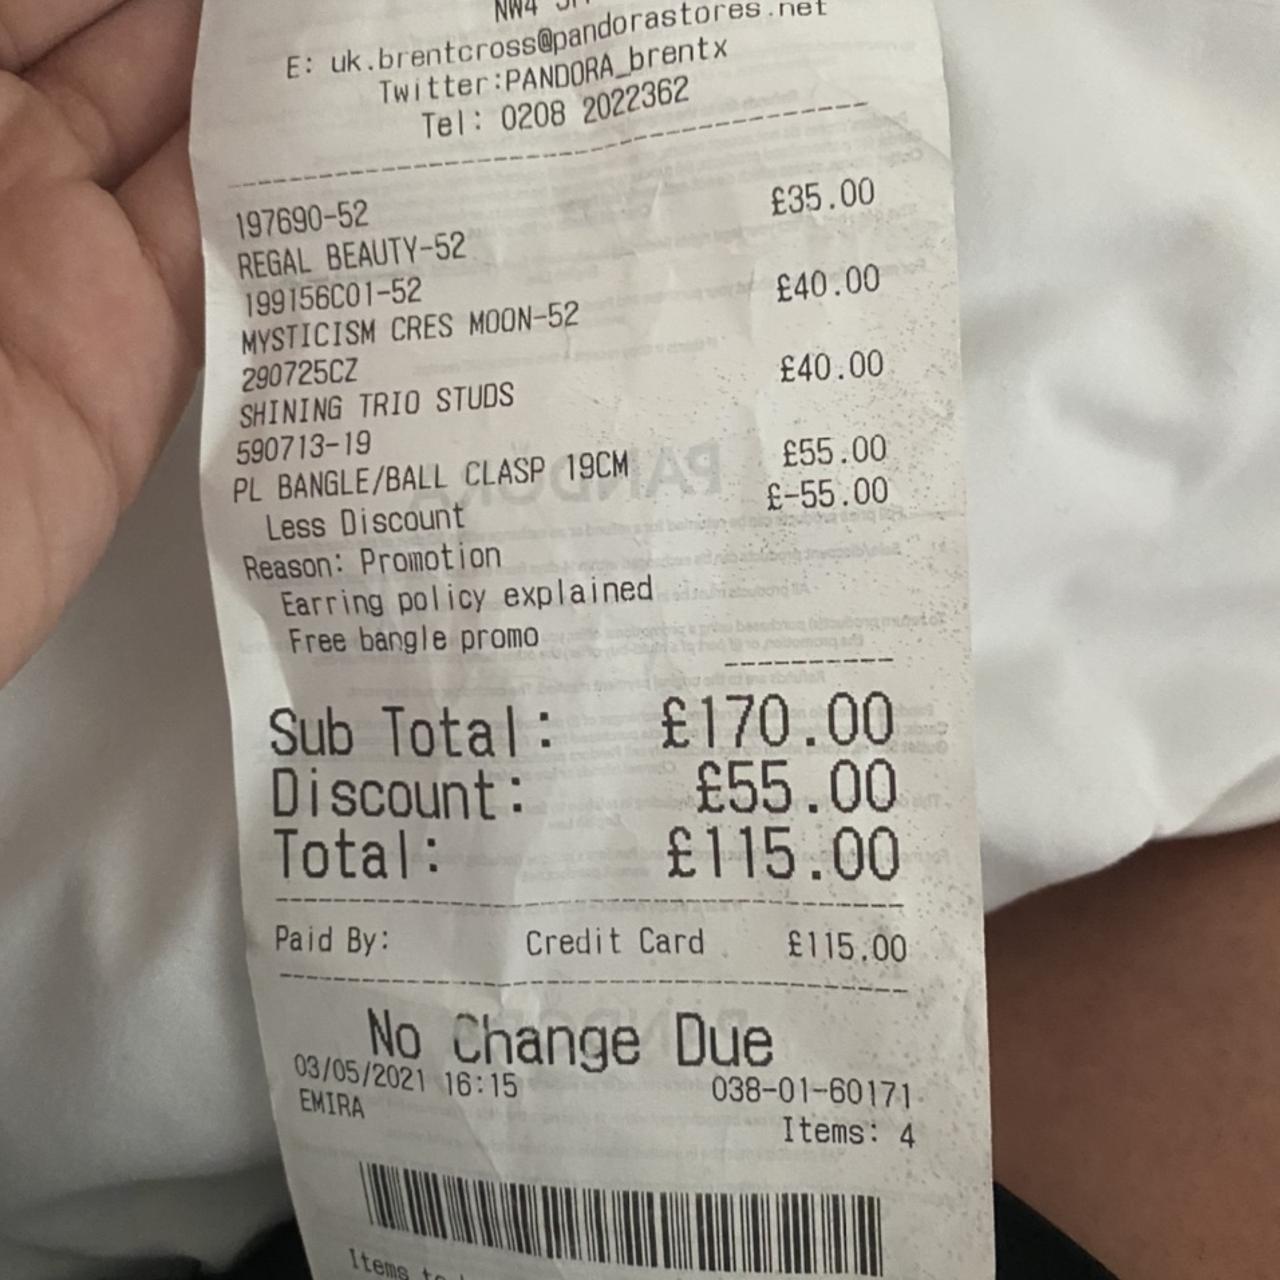 NW4
E: uk.brentcross@pandorastores.net
Twitter:PANDORA_brentx
Tel: 0208 2022362
197690-52 £35.00
REGAL BEAUTY-52
199156C01-52 £40.00
MYSTICISM CRES MOON-52
290725CZ £40.00
SHINING TRIO STUDS
590713-19 £55.00
PL BANGLE/BALL CLASP 19CM
Less Discount £-55.00
Reason: Promotion
Earring policy explained
Free bangle promo
Sub Total: £170.00
Discount: £55.00
Total: £115.00
Paid By: Credit Card £115.00
No Change Due
03/05/2021 16:15 038-01-60171
EMIRA
Items: 4
Items